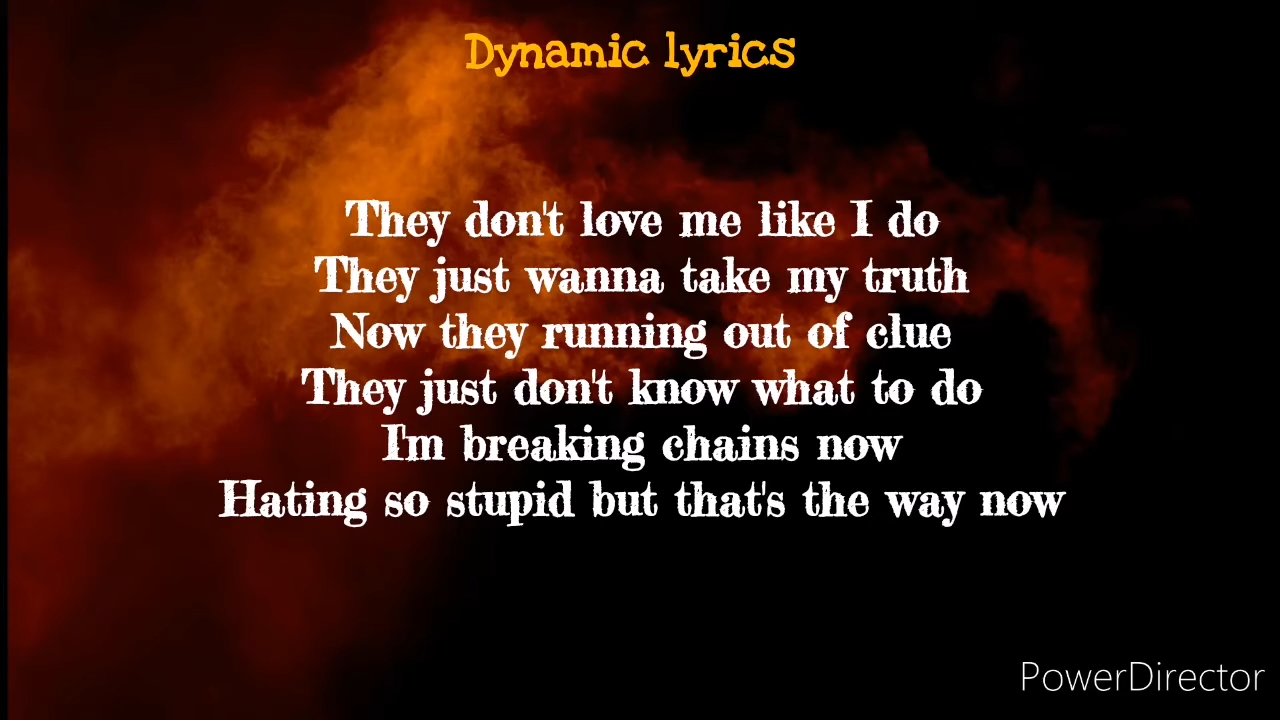 Dynamic lyrics
They don't love me like I do
They just wanna take my truth
Now they running out of clue
They just don't know what to do
I'm breaking chains now
Hating so stupid but that's the way now
PowerDirector